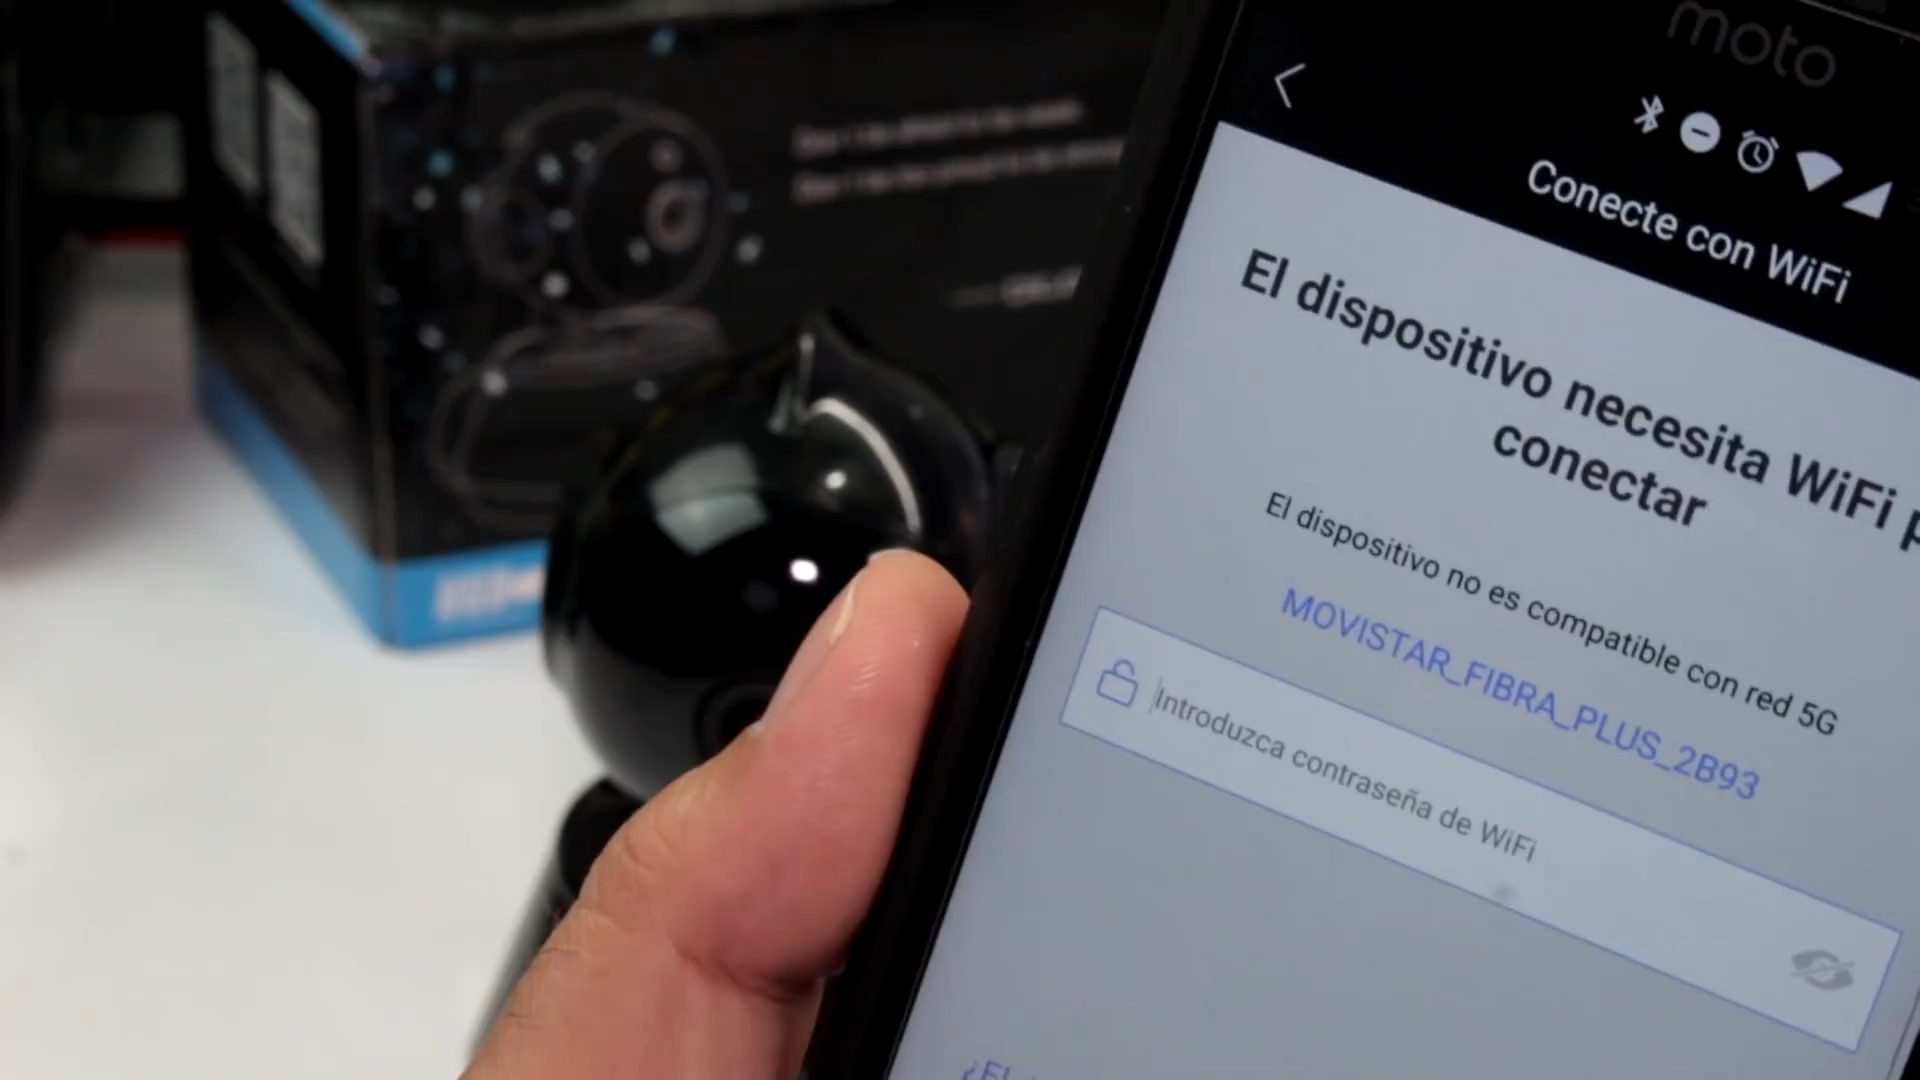 moto
Conecte con WiFi
El dispositivo necesita WiFi
conectar
El dispositivo no es compatible con red 5G
MOVISTAR_FIBRA_PLUS_2B93
Introduzca contraseña de WiFi